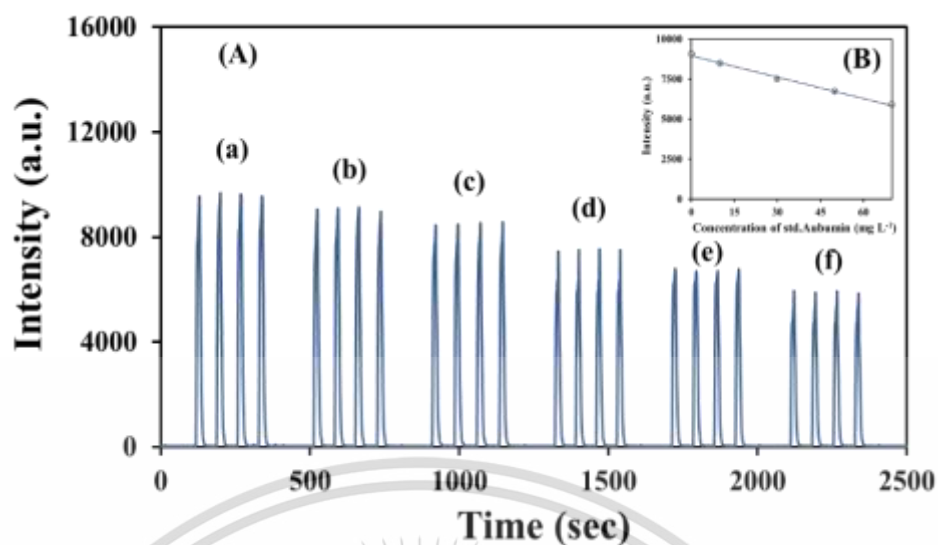 16000
12000
8000
4000
0
Intensity (a.u.)
(A)
(a)
(b)
(c)
(d)
(e)
(f)
0
500
1000
1500
2000
2500
Time (sec)
(B)
10000
7500
5000
2500
0
Intensity (a.u.)
0
15
30
45
60
Concentration of std.Aubumin (mg L⁻¹)